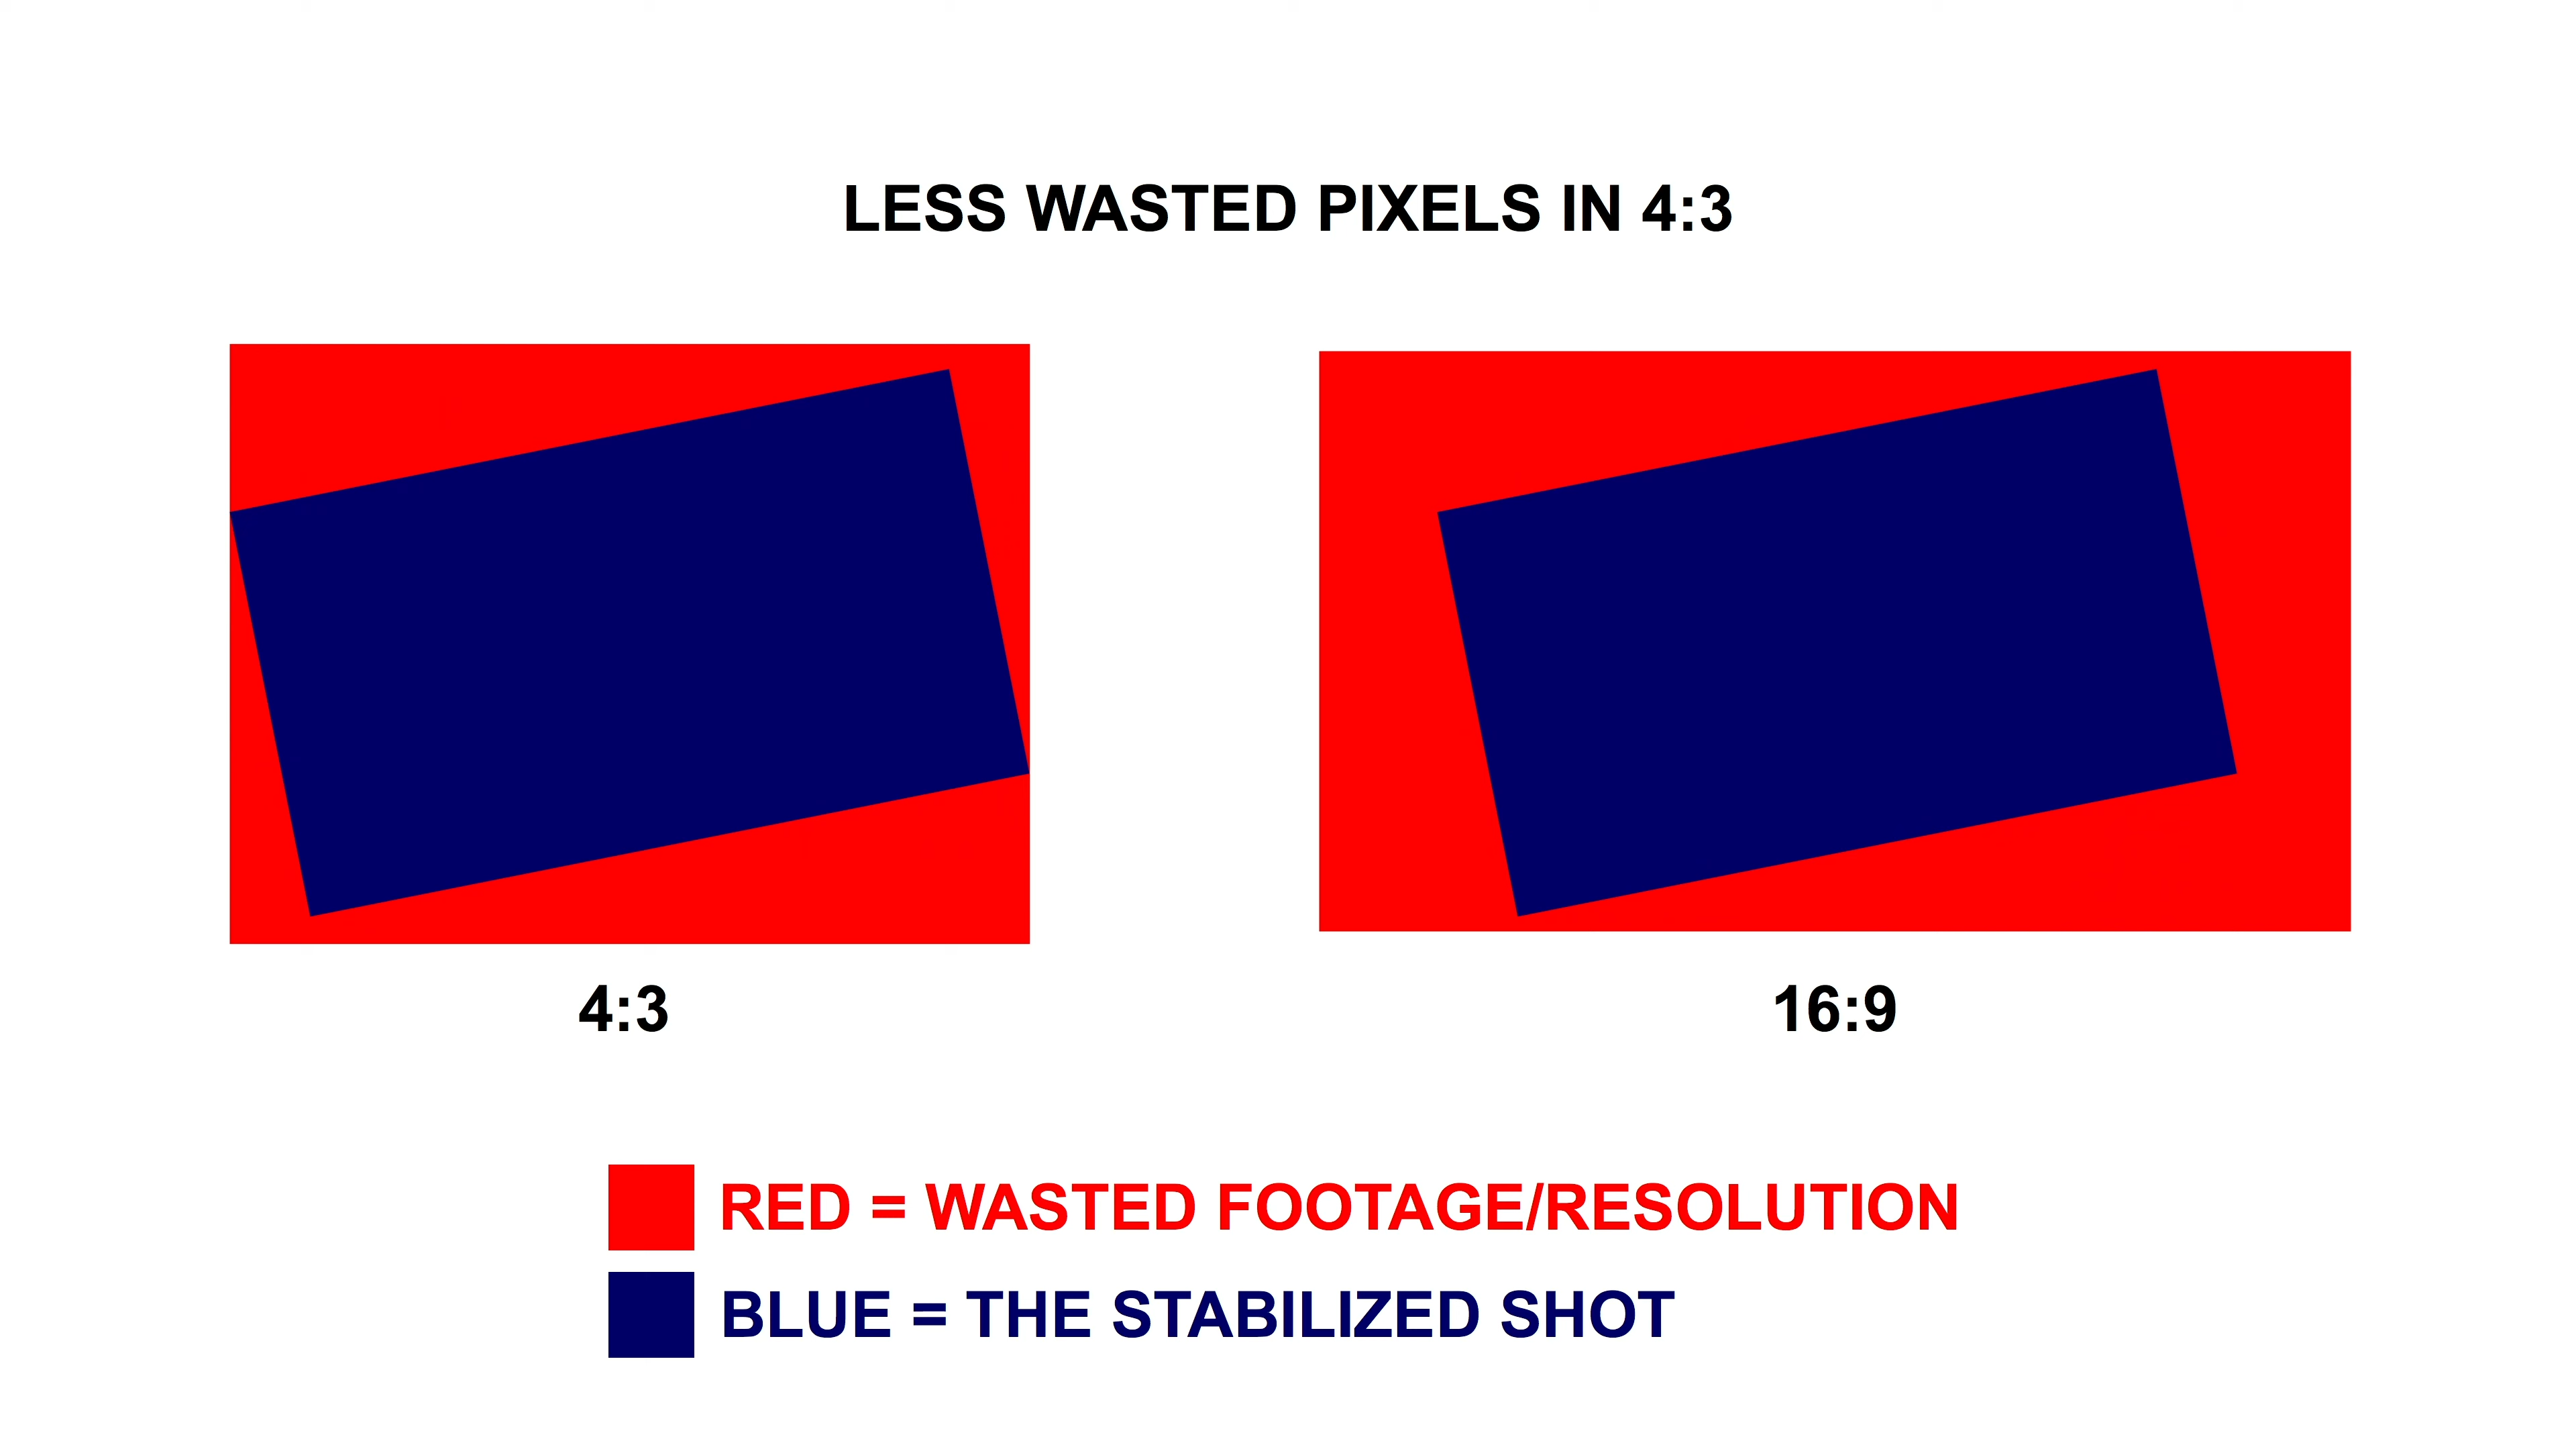 LESS WASTED PIXELS IN 4:3
4:3
16:9
RED = WASTED FOOTAGE/RESOLUTION
BLUE = THE STABILIZED SHOT